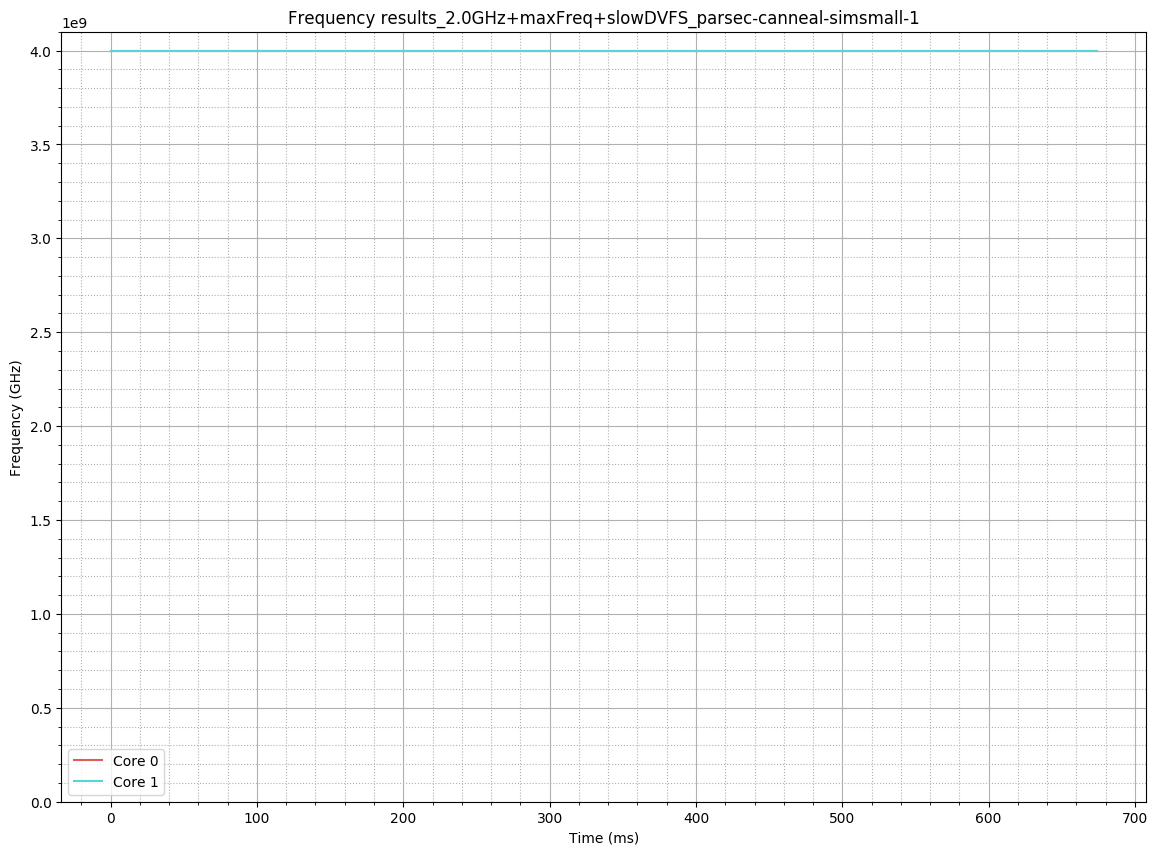 Frequency results_2.0GHz+maxFreq+slowDVFS_parsec-canneal-simsmall-1
1e9
4.0
3.5
3.0
2.5
2.0
1.5
1.0
0.5
0.0
Frequency (GHz)
Core 0
Core 1
0 100 200 300 400 500 600 700
Time (ms)